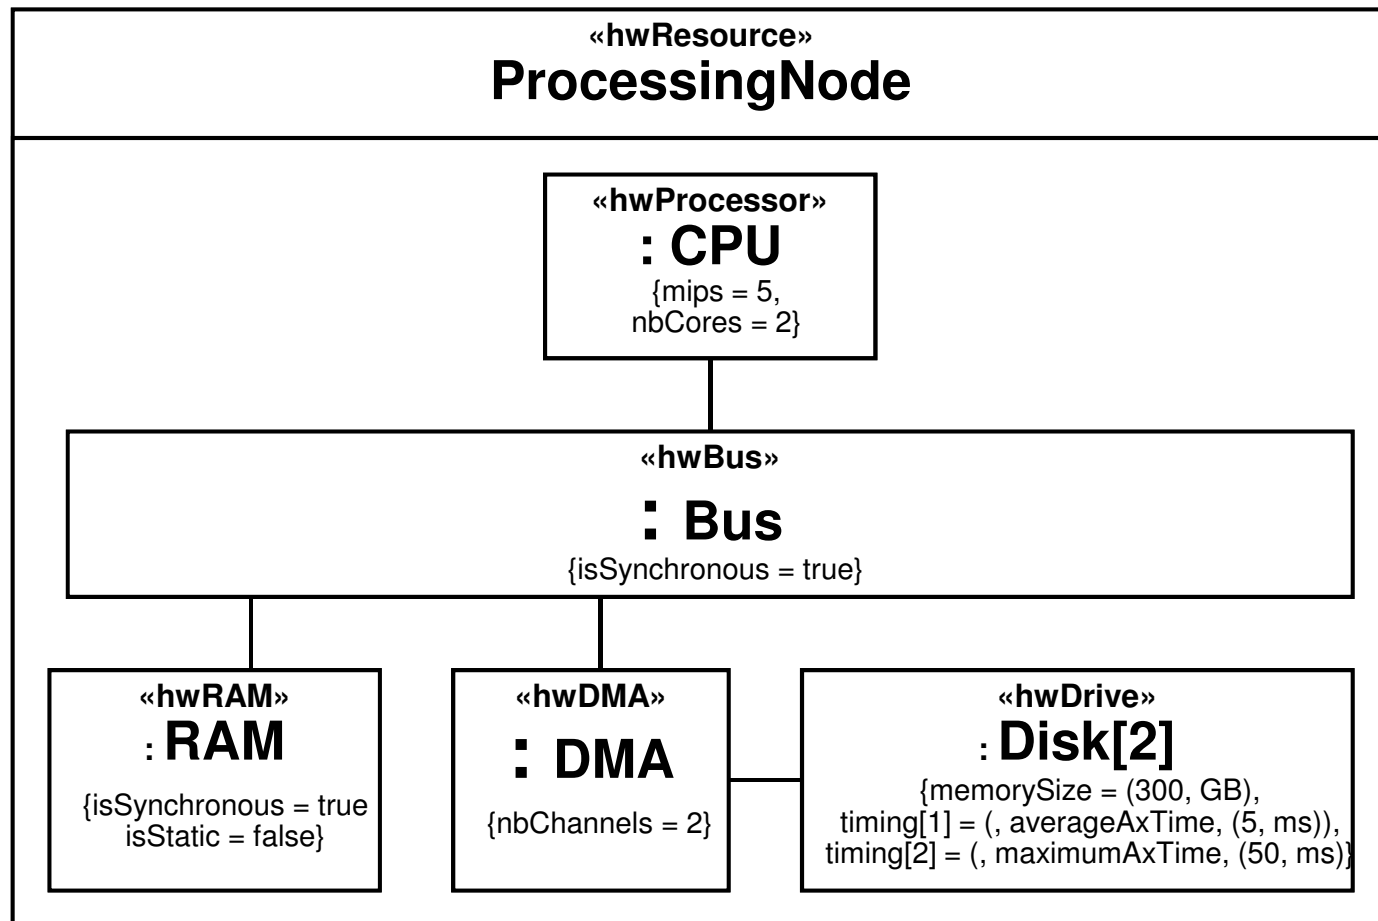 «hwResource»
ProcessingNode
«hwProcessor»
: CPU
{mips = 5,
nbCores = 2}
«hwBus»
: Bus
{isSynchronous = true}
«hwRAM»
: RAM
{isSynchronous = true
isStatic = false}
«hwDMA»
: DMA
{nbChannels = 2}
«hwDrive»
: Disk[2]
{memorySize = (300, GB),
timing[1] = (, averageAxTime, (5, ms)),
timing[2] = (, maximumAxTime, (50, ms)}